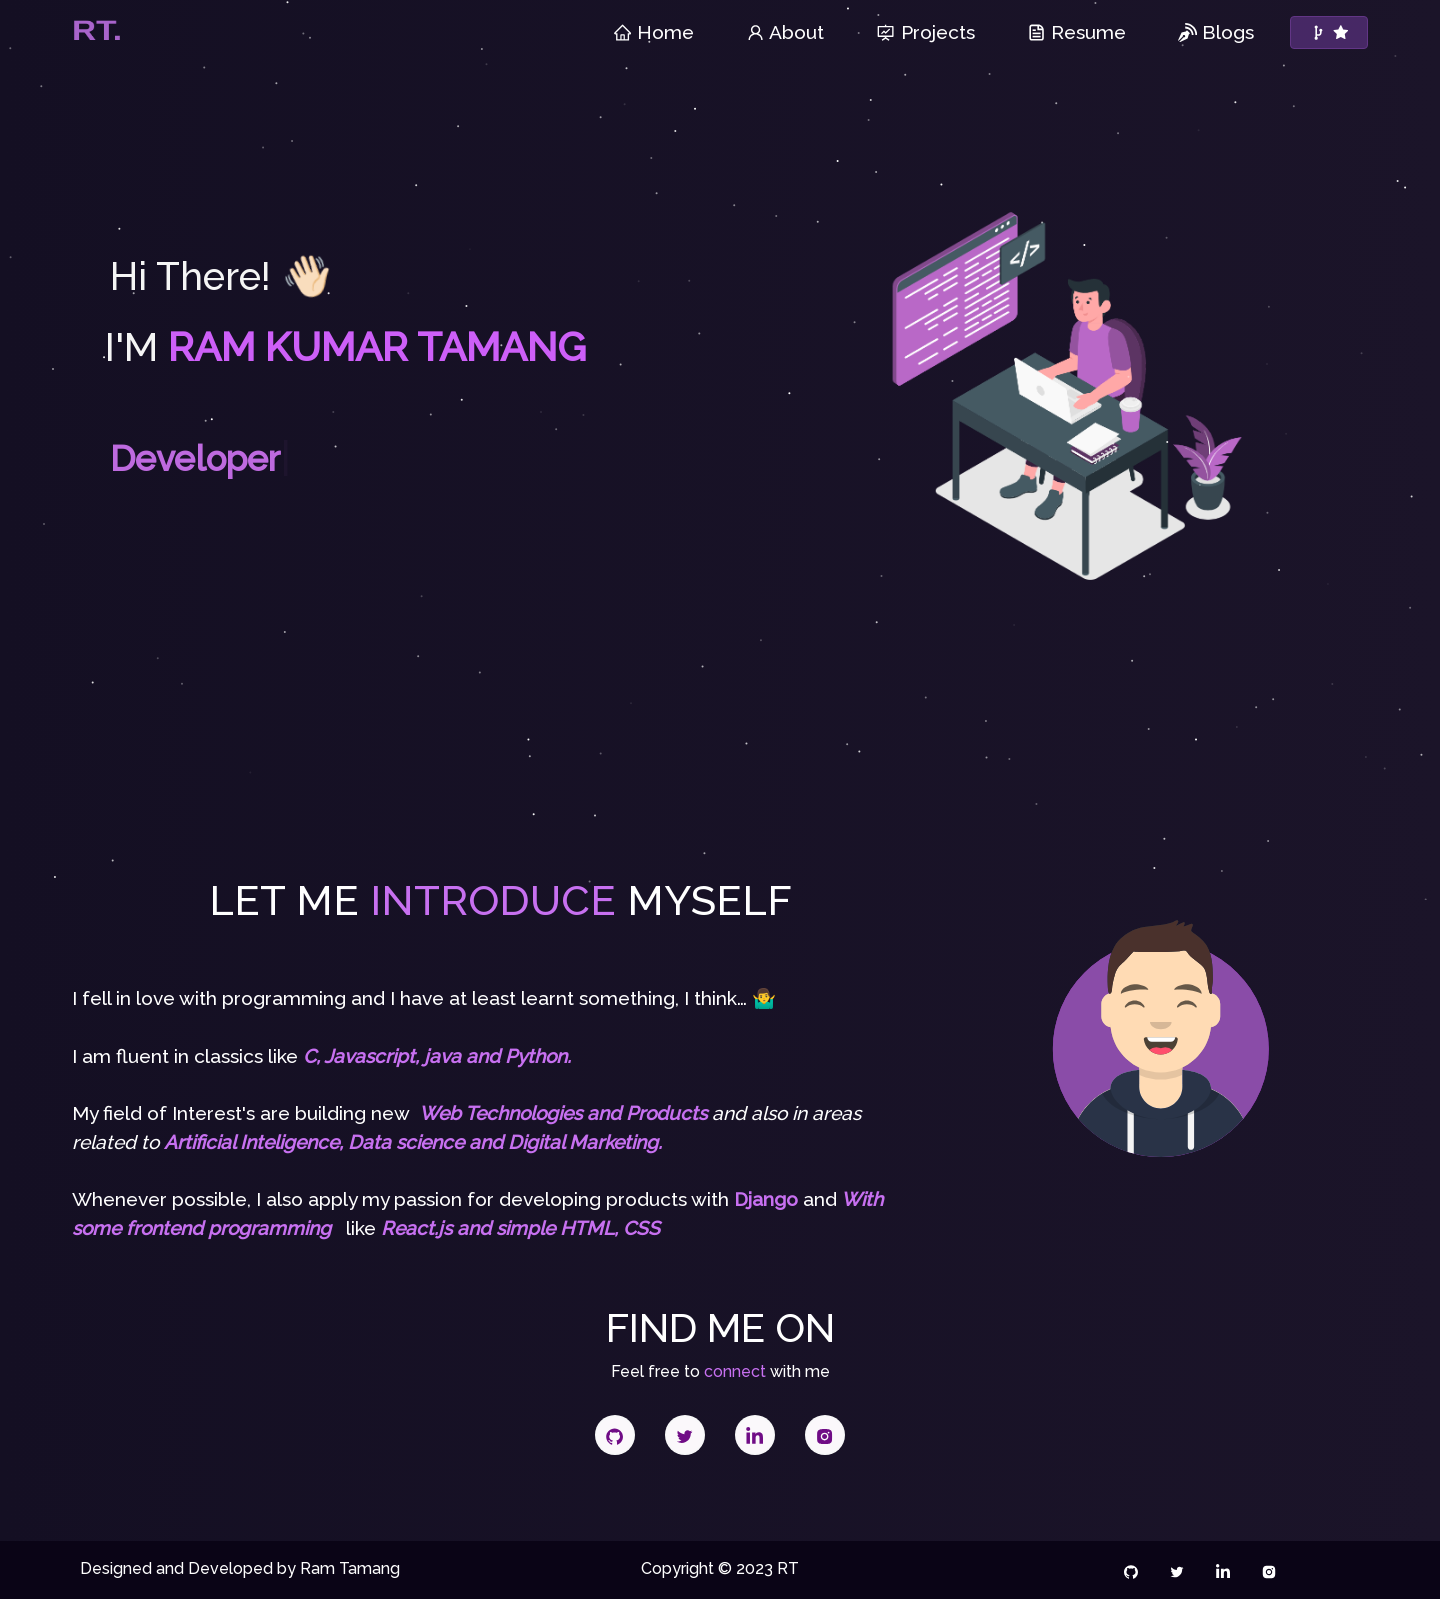 RT.
Home
About
Projects
Resume
Blogs
Hi There! 👋🏻
</>
I'M RAM KUMAR TAMANG
Developer
LET ME INTRODUCE MYSELF
I fell in love with programming and I have at least learnt something, I think… 🤷‍♂️
I am fluent in classics like C, Javascript, java and Python.
My field of Interest's are building new Web Technologies and Products and also in areas
related to Artificial Inteligence, Data science and Digital Marketing.
Whenever possible, I also apply my passion for developing products with Django and With
some frontend programming like React.js and simple HTML, CSS
FIND ME ON
Feel free to connect with me
Designed and Developed by Ram Tamang
Copyright © 2023 RT